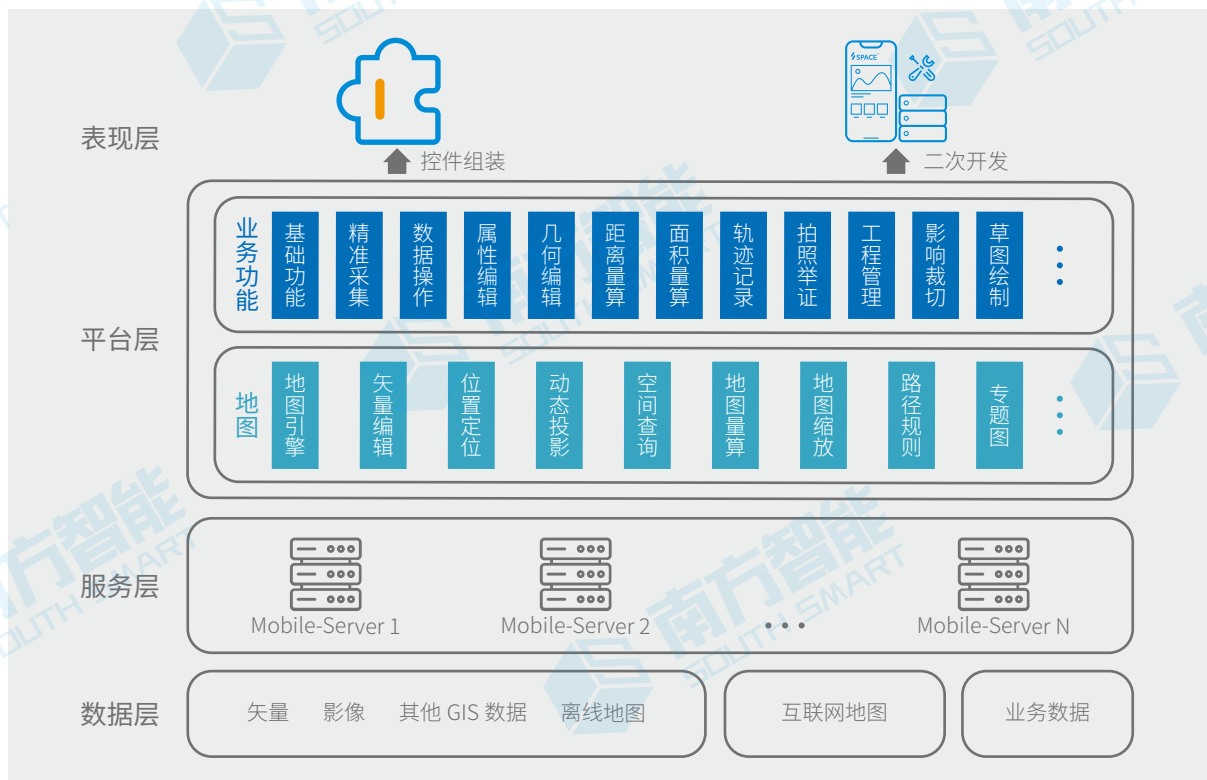 SPACE
表现层
控件组装
二次开发
平台层
业务功能
基础功能
精准采集
数据操作
属性编辑
几何编辑
距离量算
面积量算
轨迹记录
拍照举证
工程管理
影响裁切
草图绘制
地图
地图引擎
矢量编辑
位置定位
动态投影
空间查询
地图量算
地图缩放
路径规则
专题图
服务层
Mobile-Server 1
Mobile-Server 2
Mobile-Server N
数据层
矢量 影像 其他 GIS 数据 离线地图
互联网地图
业务数据
南方智能
SOUTH SMART